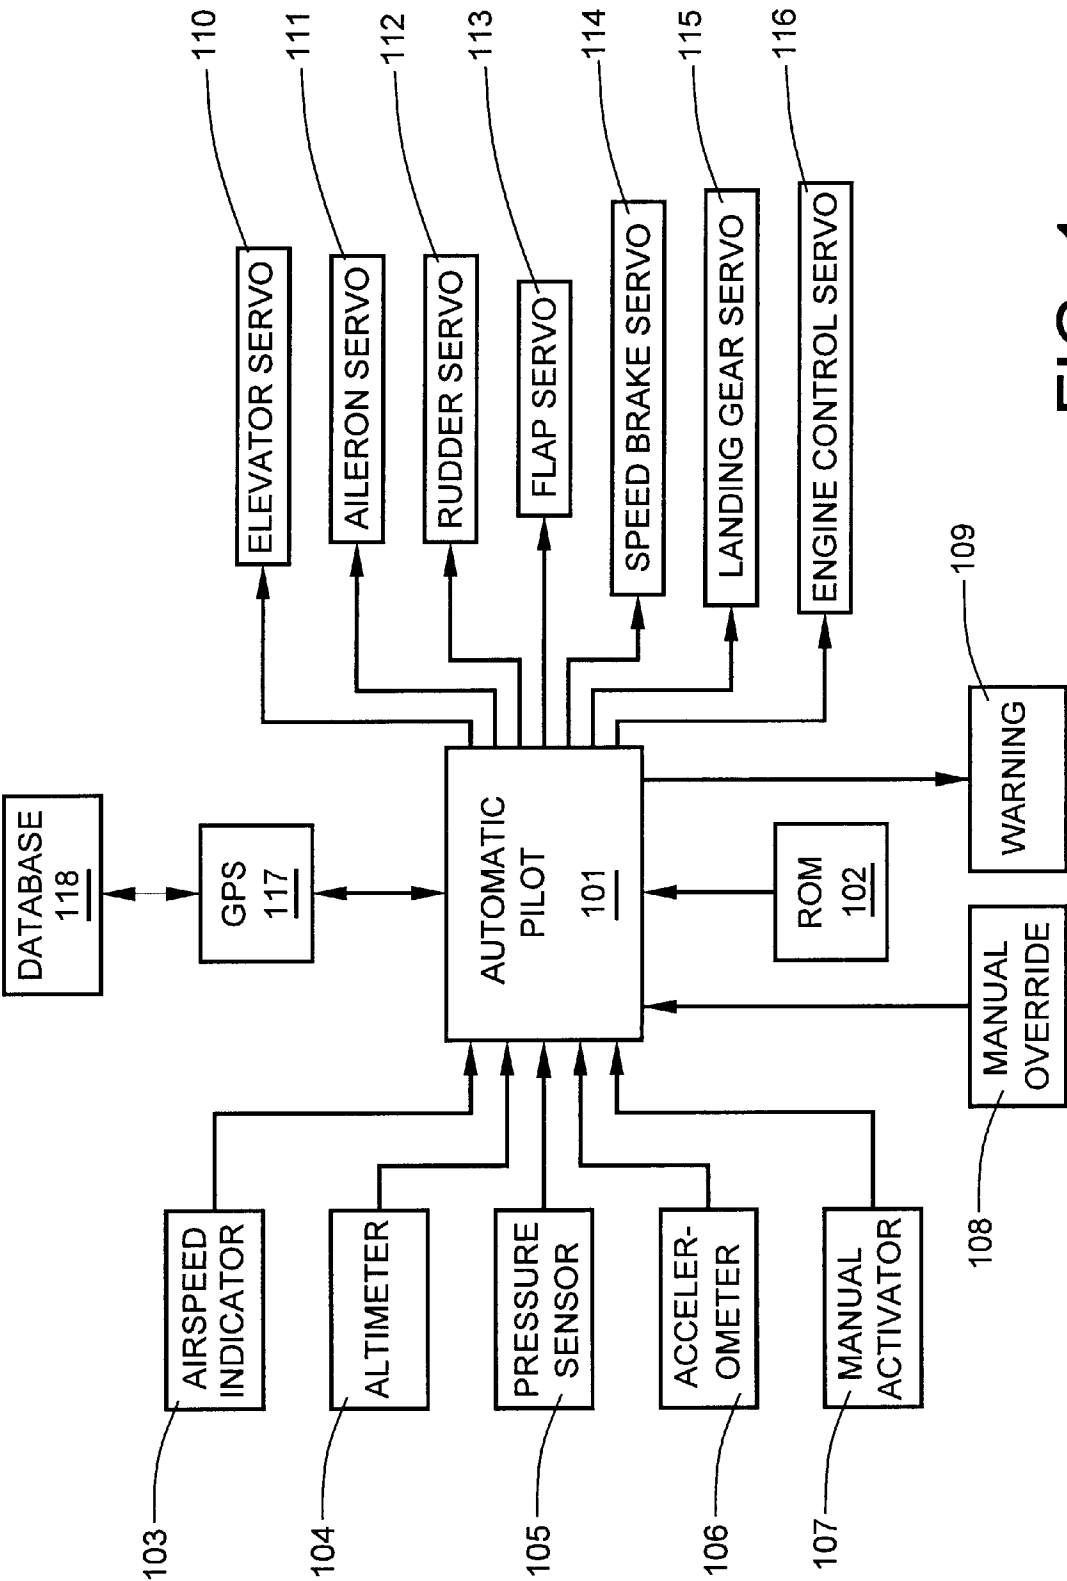 DATABASE
118
GPS
117
AUTOMATIC
PILOT
101
ROM
102
103
AIRSPEED
INDICATOR
104
ALTIMETER
105
PRESSURE
SENSOR
106
ACCELER-
OMETER
107
MANUAL
ACTIVATOR
108
MANUAL
OVERRIDE
109
WARNING
110
ELEVATOR SERVO
111
AILERON SERVO
112
RUDDER SERVO
113
FLAP SERVO
114
SPEED BRAKE SERVO
115
LANDING GEAR SERVO
116
ENGINE CONTROL SERVO